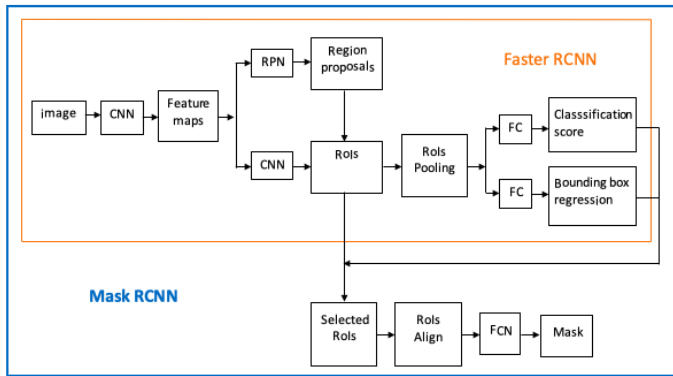 Faster RCNN
RPN
Region
proposals
image
CNN
Feature
maps
CNN
RoIs
RoIs
Pooling
FC
Classsification
score
FC
Bounding box
regression
Mask RCNN
Selected
RoIs
RoIs
Align
FCN
Mask